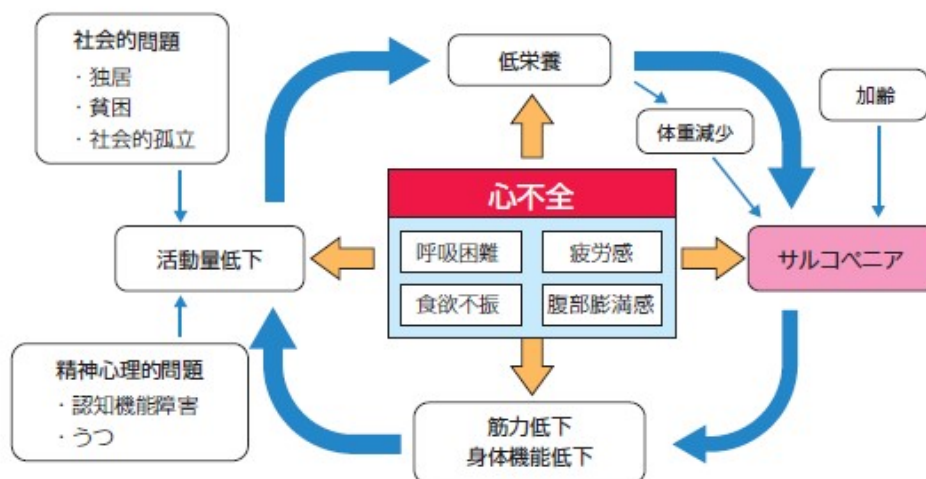 社会的問題
・独居
・貧困
・社会的孤立
低栄養
加齢
体重減少
心不全
呼吸困難
疲労感
食欲不振
腹部膨満感
活動量低下
サルコペニア
精神心理的問題
・認知機能障害
・うつ
筋力低下
身体機能低下